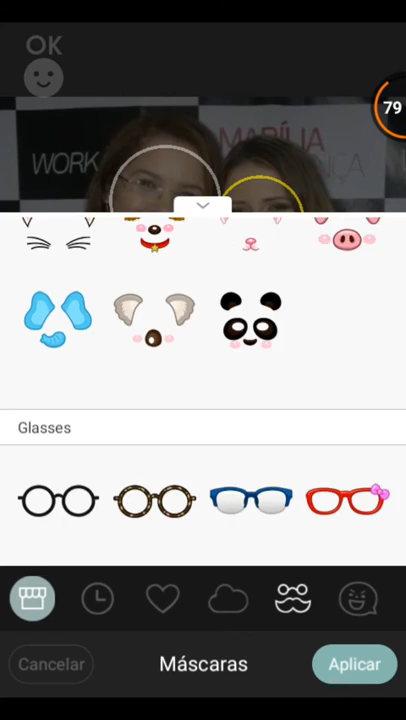 OK
79
MARÍLIA
WORK
NÇA
Glasses
Cancelar
Máscaras
Aplicar